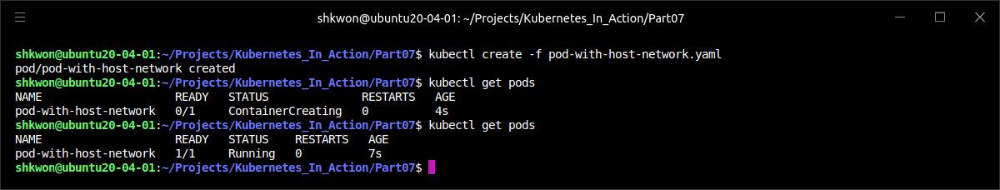 shkwon@ubuntu20-04-01: ~/Projects/Kubernetes_In_Action/Part07
shkwon@ubuntu20-04-01:~/Projects/Kubernetes_In_Action/Part07$ kubectl create -f pod-with-host-network.yaml
pod/pod-with-host-network created
shkwon@ubuntu20-04-01:~/Projects/Kubernetes_In_Action/Part07$ kubectl get pods
NAME                    READY   STATUS              RESTARTS   AGE
pod-with-host-network   0/1     ContainerCreating   0          4s
shkwon@ubuntu20-04-01:~/Projects/Kubernetes_In_Action/Part07$ kubectl get pods
NAME                    READY   STATUS    RESTARTS   AGE
pod-with-host-network   1/1     Running   0          7s
shkwon@ubuntu20-04-01:~/Projects/Kubernetes_In_Action/Part07$